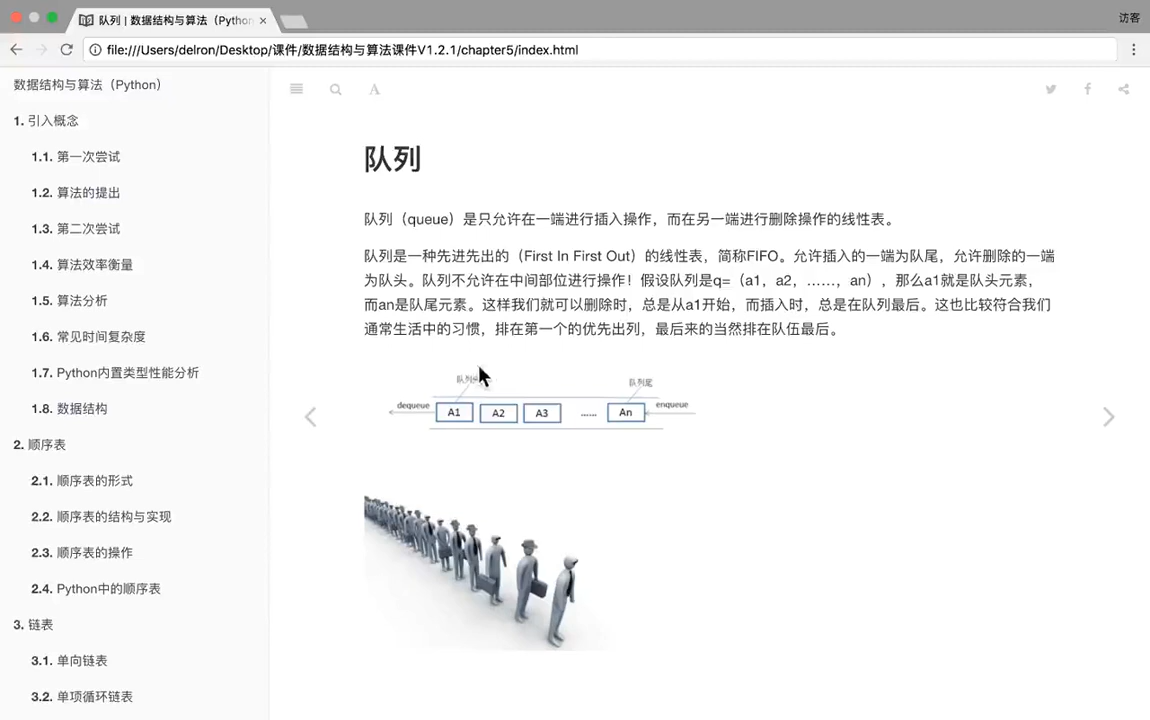 队列 | 数据结构与算法（Python
访客
file:///Users/delron/Desktop/课件/数据结构与算法课件V1.2.1/chapter5/index.html
数据结构与算法（Python）
1. 引入概念
1.1. 第一次尝试
1.2. 算法的提出
1.3. 第二次尝试
1.4. 算法效率衡量
1.5. 算法分析
1.6. 常见时间复杂度
1.7. Python内置类型性能分析
1.8. 数据结构
2. 顺序表
2.1. 顺序表的形式
2.2. 顺序表的结构与实现
2.3. 顺序表的操作
2.4. Python中的顺序表
3. 链表
3.1. 单向链表
3.2. 单项循环链表
A
队列
队列（queue）是只允许在一端进行插入操作，而在另一端进行删除操作的线性表。
队列是一种先进先出的（First In First Out）的线性表，简称FIFO。允许插入的一端为队尾，允许删除的一端
为队头。队列不允许在中间部位进行操作！假设队列是q=（a1，a2，……，an），那么a1就是队头元素，
而an是队尾元素。这样我们就可以删除时，总是从a1开始，而插入时，总是在队列最后。这也比较符合我们
通常生活中的习惯，排在第一个的优先出列，最后来的当然排在队伍最后。
队列头
队列尾
dequeue
A1
A2
A3
......
An
enqueue